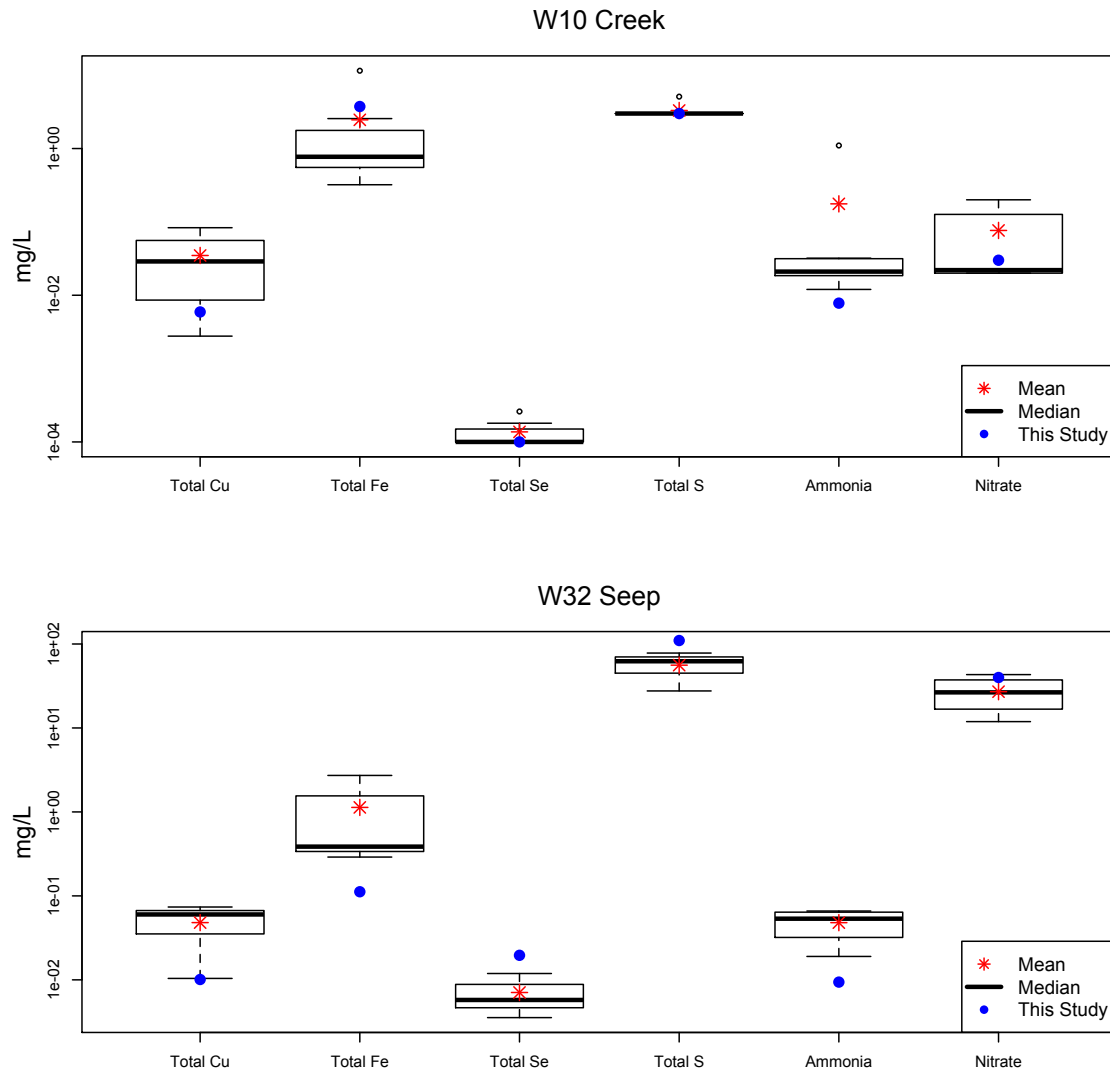 W10 Creek
mg/L
1e+00
1e-02
1e-04
Total Cu Total Fe Total Se Total S Ammonia Nitrate
Mean
Median
This Study
W32 Seep
mg/L
1e+02
1e+01
1e+00
1e-01
1e-02
Total Cu Total Fe Total Se Total S Ammonia Nitrate
Mean
Median
This Study